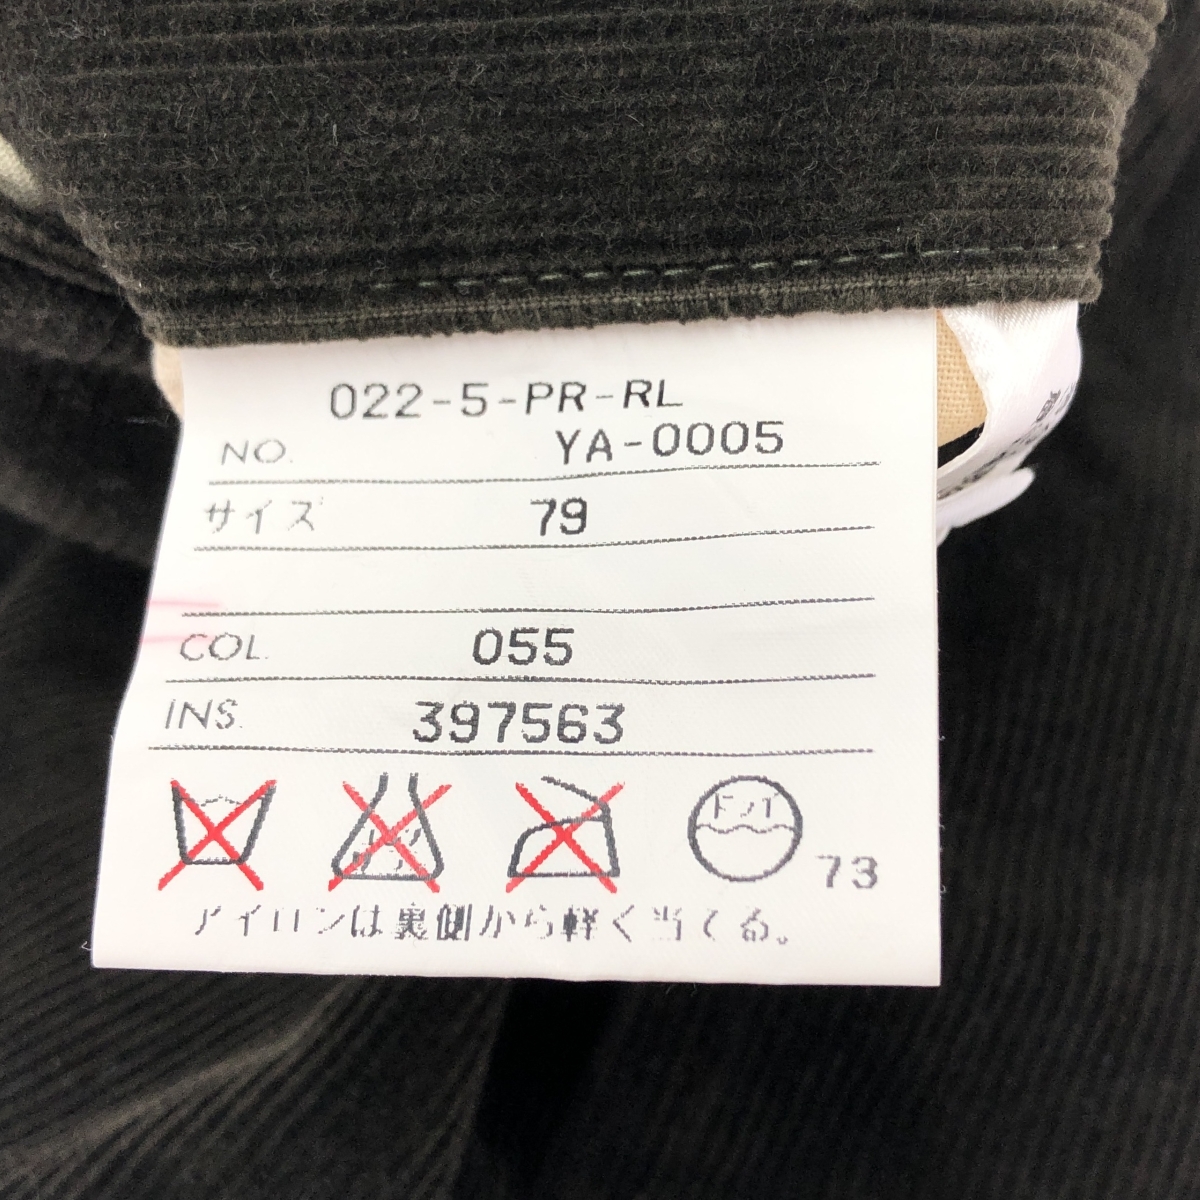 022-5-PR-RL
NO. YA-0005
サイズ 79
COL. 055
INS. 397563
ドライ
73
アイロンは裏側から軽く当てる。